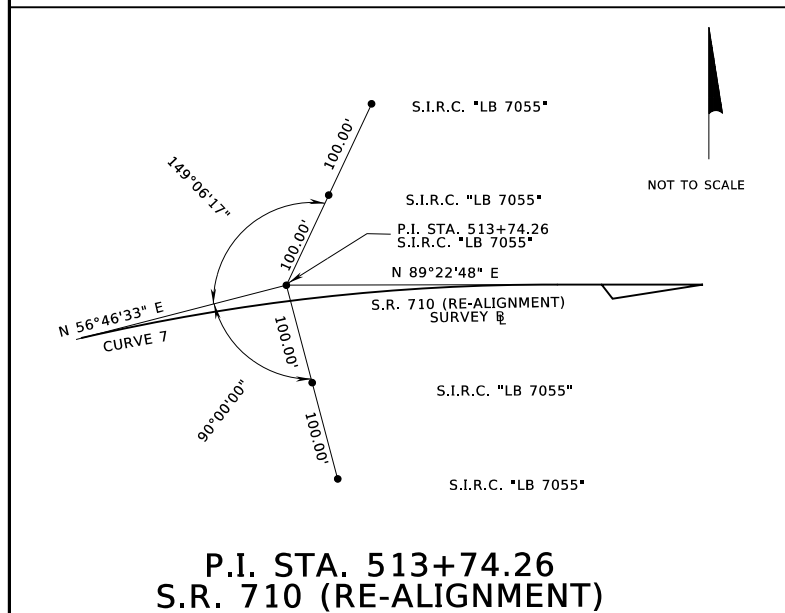 S.I.R.C. "LB 7055"
100.00'
149°06'17"
NOT TO SCALE
S.I.R.C. "LB 7055"
100.00'
P.I. STA. 513+74.26
S.I.R.C. "LB 7055"
N 89°22'48" E
S.R. 710 (RE-ALIGNMENT)
SURVEY B̲L
N 56°46'33" E
CURVE 7
100.00'
90°00'00"
S.I.R.C. "LB 7055"
100.00'
S.I.R.C. "LB 7055"
P.I. STA. 513+74.26
S.R. 710 (RE-ALIGNMENT)